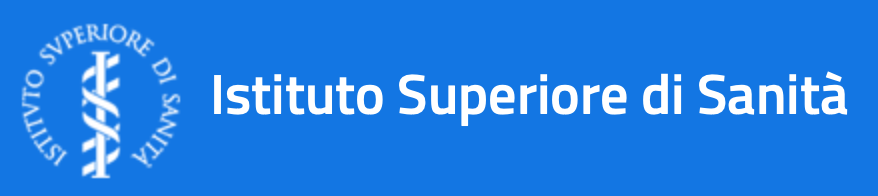 ISTITVTO SVPERIORE DI SANITÀ
Istituto Superiore di Sanità